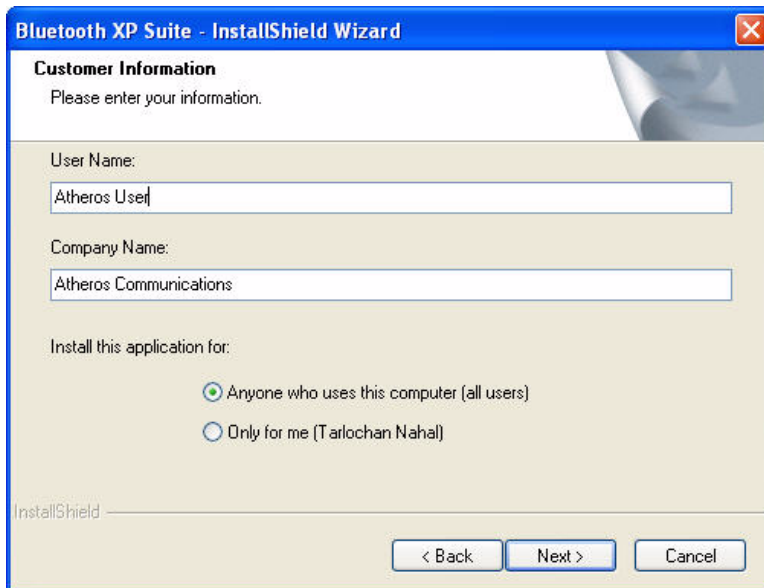 Bluetooth XP Suite - InstallShield Wizard
Customer Information
Please enter your information.
User Name:
Atheros User
Company Name:
Atheros Communications
Install this application for:
Anyone who uses this computer (all users)
Only for me (Tarlochan Nahal)
InstallShield
< Back Next > Cancel